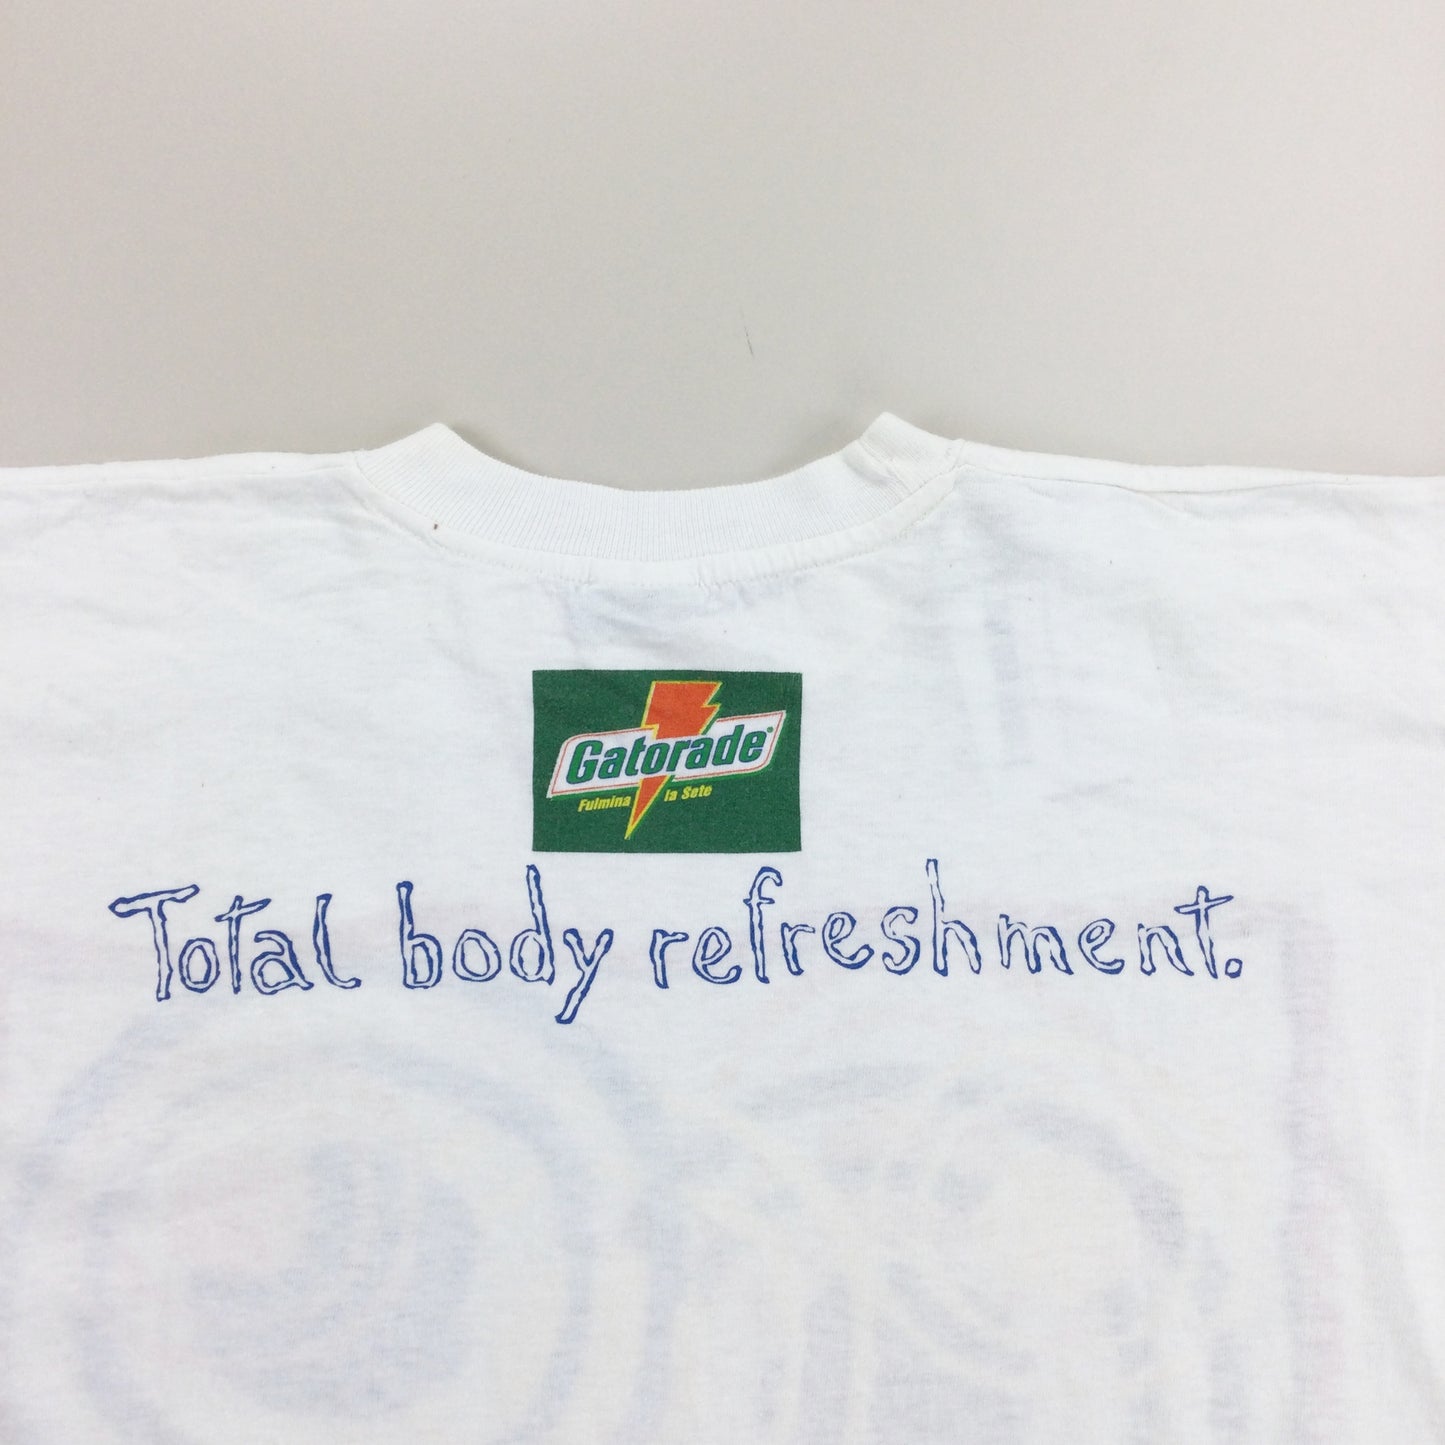 Gatorade®
Fulmina la Sete
Total body refreshment.